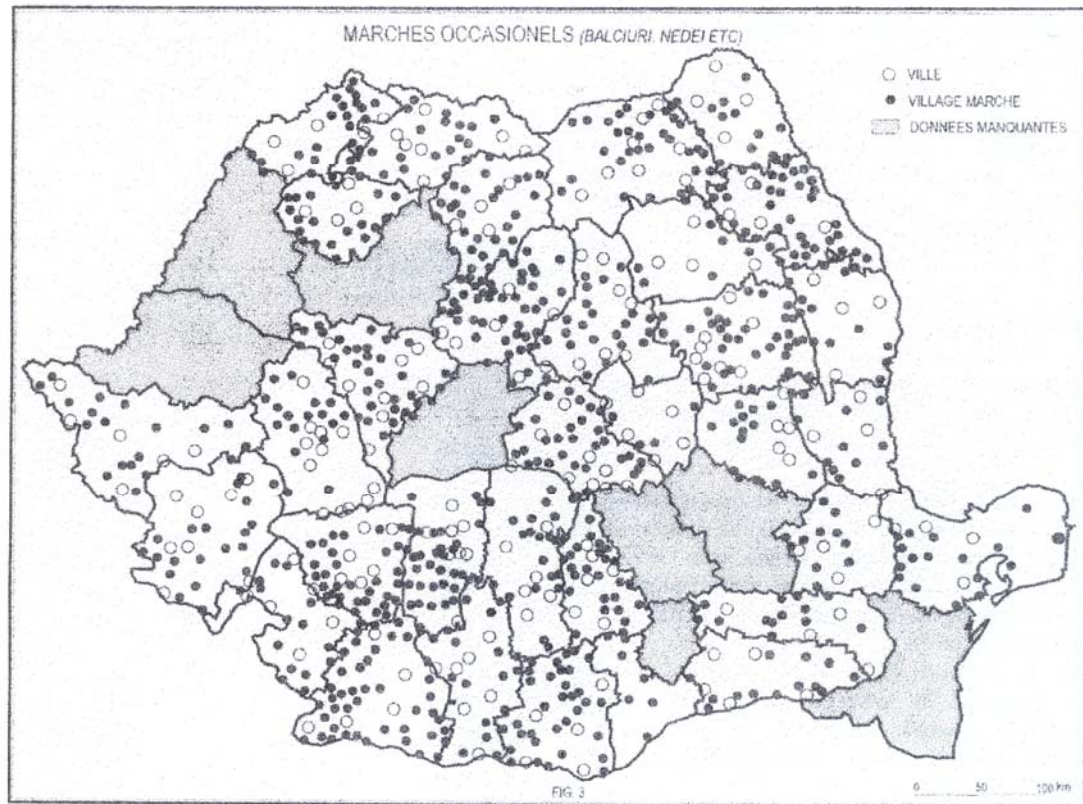 MARCHES OCCASIONELS (BALCIURI. NEDEI ETC)
VILLE
VILLAGE MARCHE
DONNEES MANQUANTES
FIG. 3
0 50 100 km